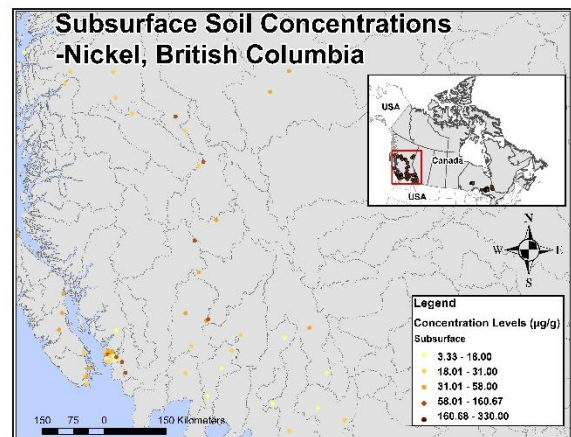 Subsurface Soil Concentrations
-Nickel, British Columbia
USA
Canada
USA
N
W E
S
Legend
Concentration Levels (µg/g)
Subsurface
3.33 - 18.00
18.01 - 31.00
31.01 - 58.00
58.01 - 160.67
160.68 - 330.00
150 75 0 150 Kilometers